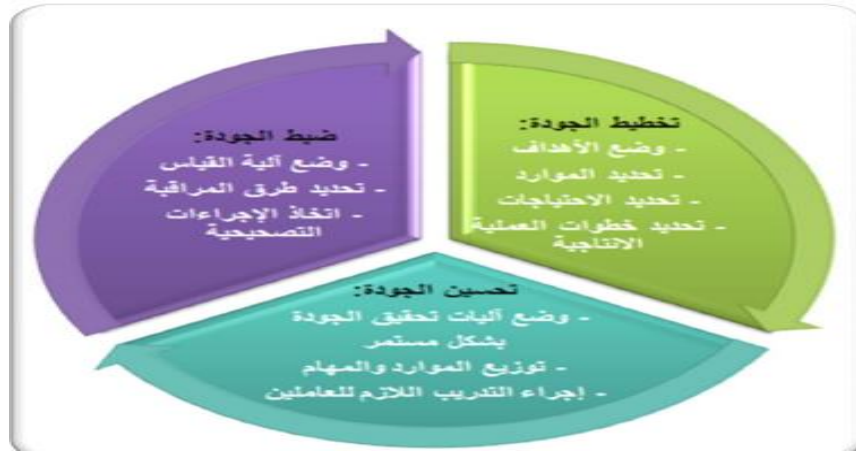 تخطيط الجودة:
- وضع الأهداف
- تحديد الموارد
- تحديد الاحتياجات
- تحديد خطوات العملية
الانتاجية
ضبط الجودة:
- وضع آلية القياس
- تحديد طرق المراقبة
- اتخاذ الإجراءات
التصحيحية
تحسين الجودة:
- وضع آليات تحقيق الجودة
بشكل مستمر
- توزيع الموارد والمهام
- إجراء التدريب اللازم للعاملين